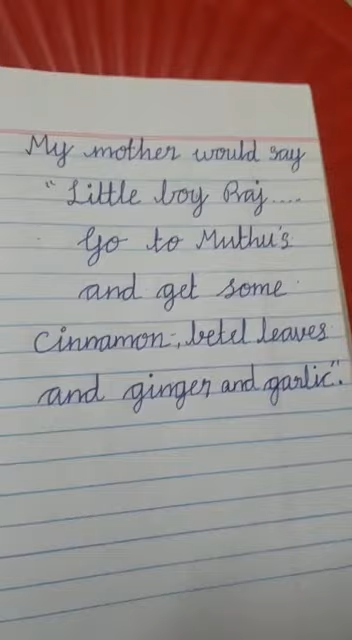 My mother would say
"Little boy Raj....
Go to Muthu's
and get some
Cinnamon, betel leaves
and ginger and garlic".